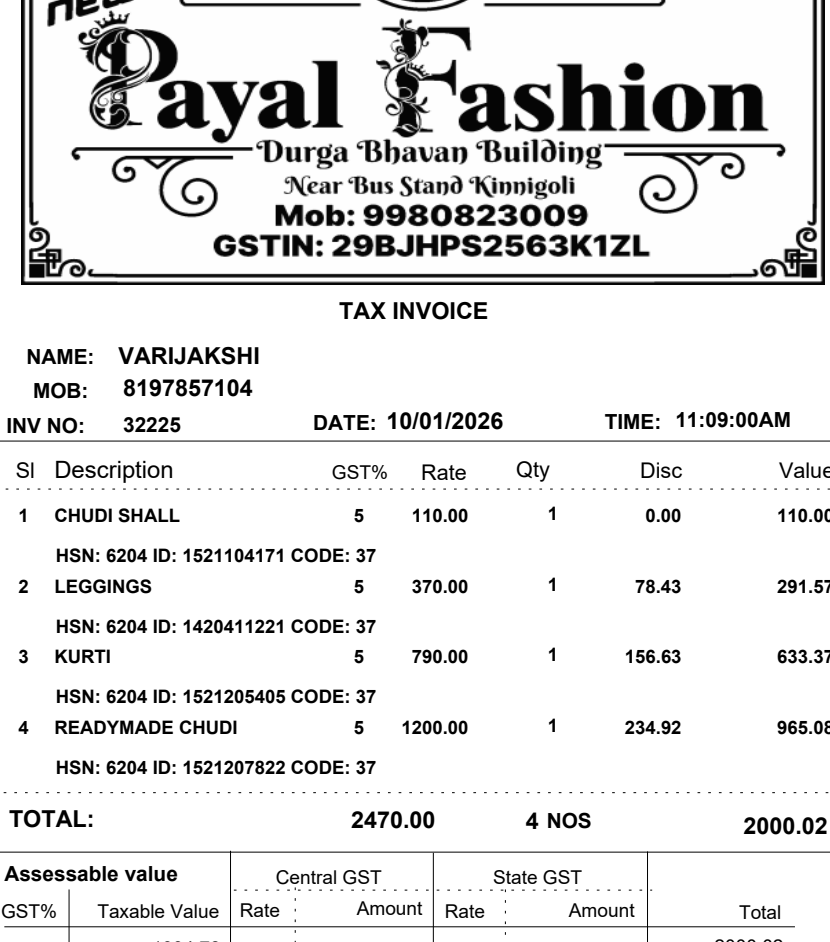 new
Payal Fashion
Durga Bhavan Building
Near Bus Stand Kinnigoli
Mob: 9980823009
GSTIN: 29BJHPS2563K1ZL
TAX INVOICE
NAME: VARIJAKSHI
MOB: 8197857104
INV NO: 32225 DATE: 10/01/2026 TIME: 11:09:00AM
Sl Description GST% Rate Qty Disc Value
1 CHUDI SHALL 5 110.00 1 0.00 110.00
HSN: 6204 ID: 1521104171 CODE: 37
2 LEGGINGS 5 370.00 1 78.43 291.57
HSN: 6204 ID: 1420411221 CODE: 37
3 KURTI 5 790.00 1 156.63 633.37
HSN: 6204 ID: 1521205405 CODE: 37
4 READYMADE CHUDI 5 1200.00 1 234.92 965.08
HSN: 6204 ID: 1521207822 CODE: 37
TOTAL: 2470.00 4 NOS 2000.02
Assessable value Central GST State GST
GST% Taxable Value Rate Amount Rate Amount Total